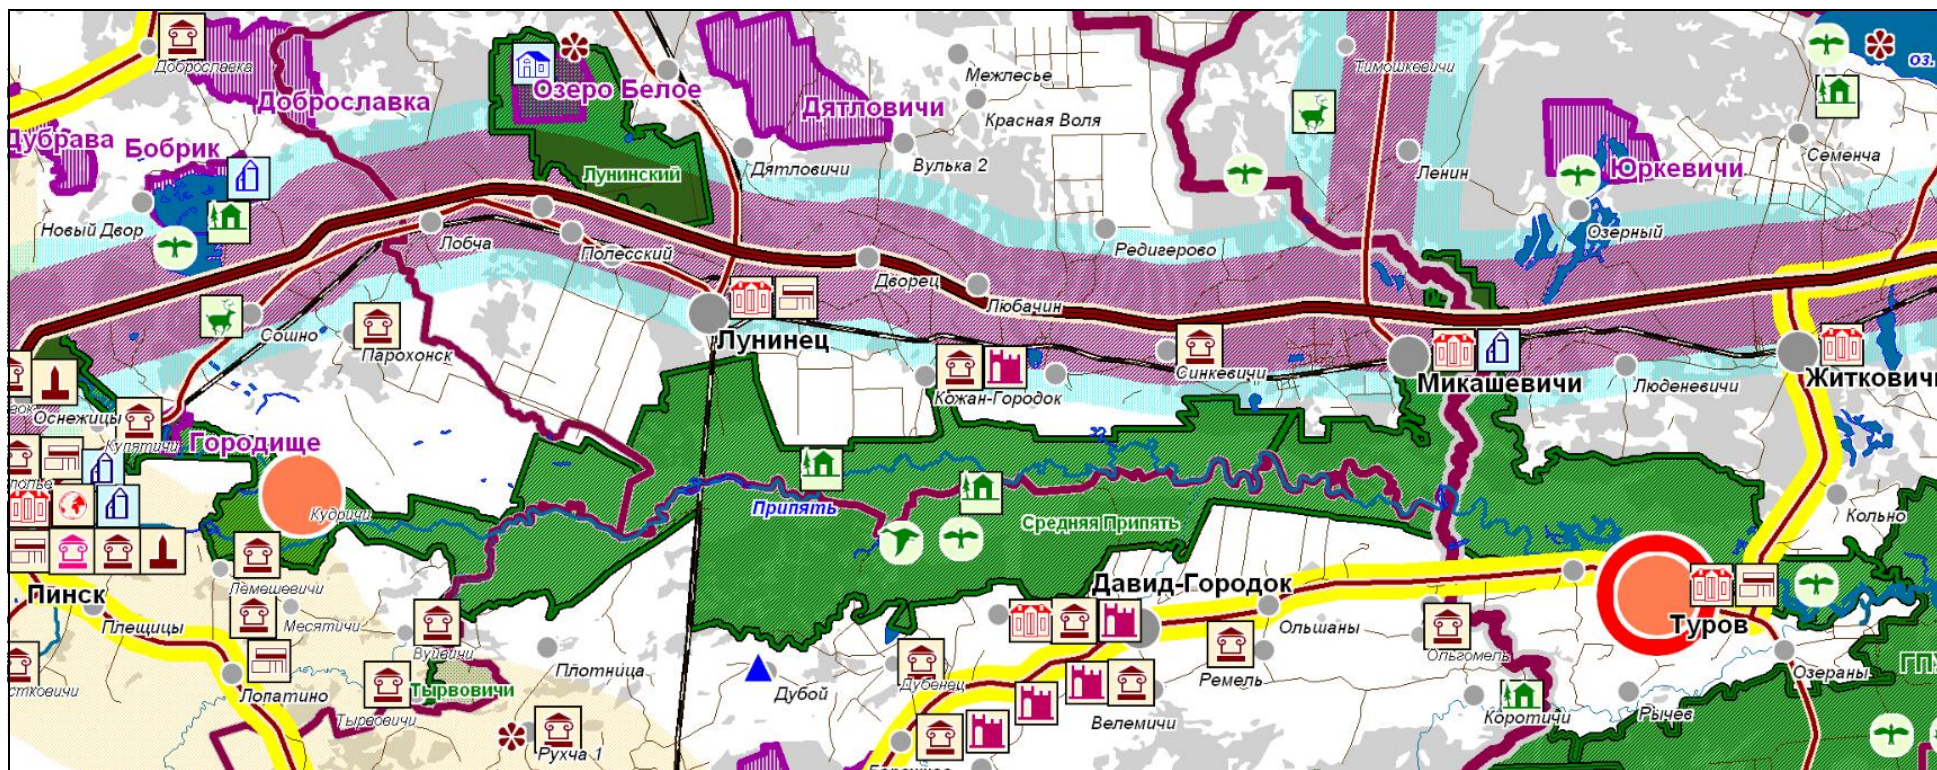 Доброславка
Доброславка
Межлесье
Тимошкевичи
оз.
Озеро Белое
Дятловичи
Красная Воля
Дубрава
Бобрик
Дятловичи
Вулька 2
Ленин
Семенча
Лунинский
Юркевичи
Новый Двор
Лобча
Полесский
Редигерово
Озерный
Дворец
Любачин
Сошно
Парохонск
Лунинец
Синкевичи
Микашевичи
Люденевичи
Житковичи
Кожан-Городок
Оснежицы
Купятичи
Городище
Кудричи
Припять
Средняя Припять
Кольно
Лемешевичи
Давид-Городок
Пинск
Плещицы
Месятичи
Ольшаны
Туров
Вуйвичи
Плотница
Дубой
Дубенец
Ремель
Ольгомель
Озераны
Лопатино
Тырвовичи
Тырвовичи
Велемичи
Коротичи
Рычев
Рухча 1